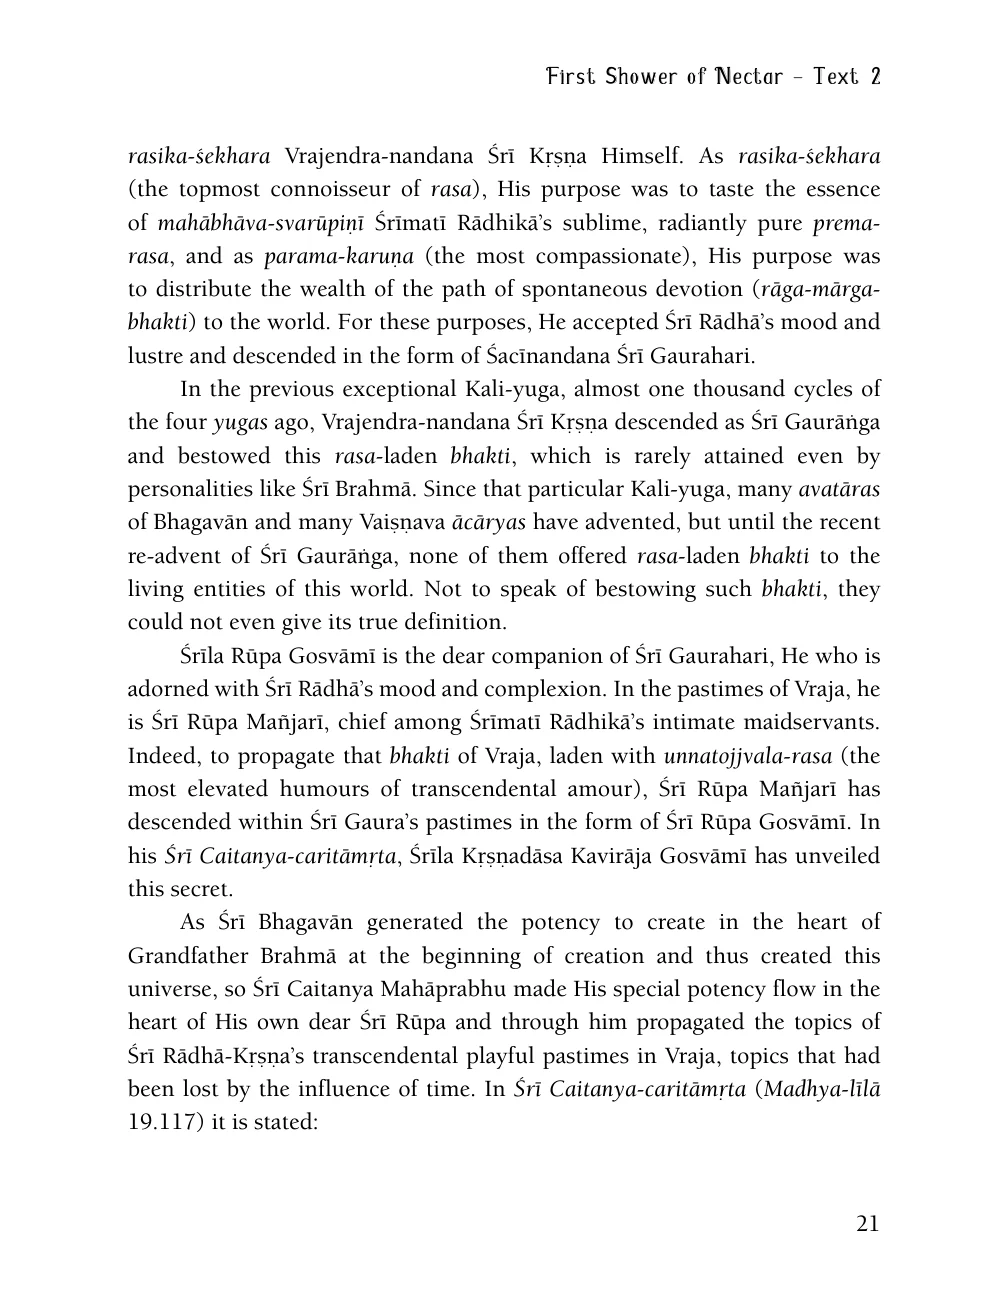 First Shower of Nectar – Text 2
rasika-śekhara Vrajendra-nandana Śrī Kṛṣṇa Himself. As rasika-śekhara
(the topmost connoisseur of rasa), His purpose was to taste the essence
of mahābhāva-svarūpiṇī Śrīmatī Rādhikā’s sublime, radiantly pure prema-
rasa, and as parama-karuṇa (the most compassionate), His purpose was
to distribute the wealth of the path of spontaneous devotion (rāga-mārga-
bhakti) to the world. For these purposes, He accepted Śrī Rādhā’s mood and
lustre and descended in the form of Śacīnandana Śrī Gaurahari.
In the previous exceptional Kali-yuga, almost one thousand cycles of
the four yugas ago, Vrajendra-nandana Śrī Kṛṣṇa descended as Śrī Gaurāṅga
and bestowed this rasa-laden bhakti, which is rarely attained even by
personalities like Śrī Brahmā. Since that particular Kali-yuga, many avatāras
of Bhagavān and many Vaiṣṇava ācāryas have advented, but until the recent
re-advent of Śrī Gaurāṅga, none of them offered rasa-laden bhakti to the
living entities of this world. Not to speak of bestowing such bhakti, they
could not even give its true definition.
Śrīla Rūpa Gosvāmī is the dear companion of Śrī Gaurahari, He who is
adorned with Śrī Rādhā’s mood and complexion. In the pastimes of Vraja, he
is Śrī Rūpa Mañjarī, chief among Śrīmatī Rādhikā’s intimate maidservants.
Indeed, to propagate that bhakti of Vraja, laden with unnatojjvala-rasa (the
most elevated humours of transcendental amour), Śrī Rūpa Mañjarī has
descended within Śrī Gaura’s pastimes in the form of Śrī Rūpa Gosvāmī. In
his Śrī Caitanya-caritāmṛta, Śrīla Kṛṣṇadāsa Kavirāja Gosvāmī has unveiled
this secret.
As Śrī Bhagavān generated the potency to create in the heart of
Grandfather Brahmā at the beginning of creation and thus created this
universe, so Śrī Caitanya Mahāprabhu made His special potency flow in the
heart of His own dear Śrī Rūpa and through him propagated the topics of
Śrī Rādhā-Kṛṣṇa’s transcendental playful pastimes in Vraja, topics that had
been lost by the influence of time. In Śrī Caitanya-caritāmṛta (Madhya-līlā
19.117) it is stated:
21